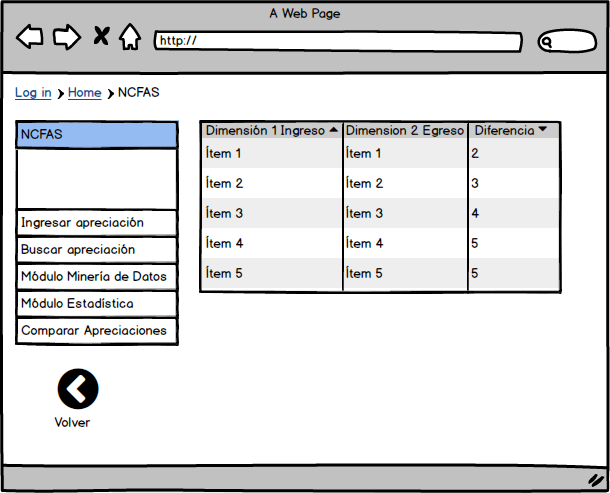 A Web Page
http://
Log in Home NCFAS
NCFAS
Ingresar apreciación
Buscar apreciación
Módulo Minería de Datos
Módulo Estadística
Comparar Apreciaciones
Volver
Dimensión 1 Ingreso Dimension 2 Egreso Diferencia
Ítem 1 Ítem 1 2
Ítem 2 Ítem 2 3
Ítem 3 Ítem 3 4
Ítem 4 Ítem 4 5
Ítem 5 Ítem 5 5